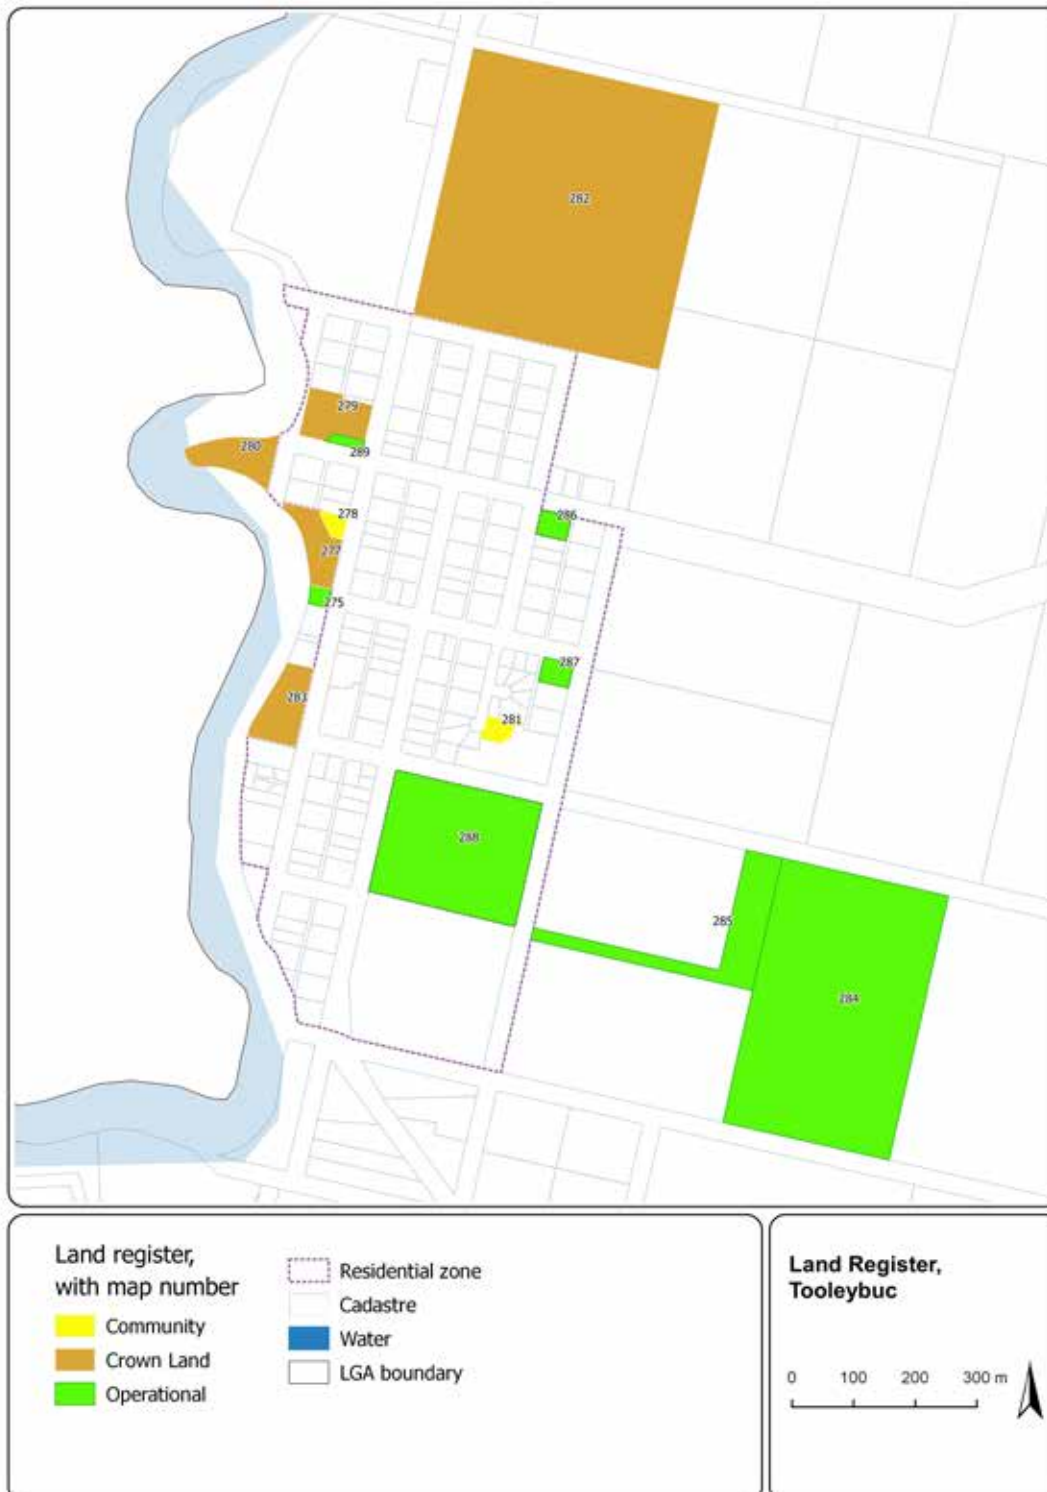 282
279
280
289
278
286
277
275
287
283
281
288
285
284
Land register,
with map number
Community
Crown Land
Operational
Residential zone
Cadastre
Water
LGA boundary
Land Register,
Tooleybuc
0 100 200 300 m